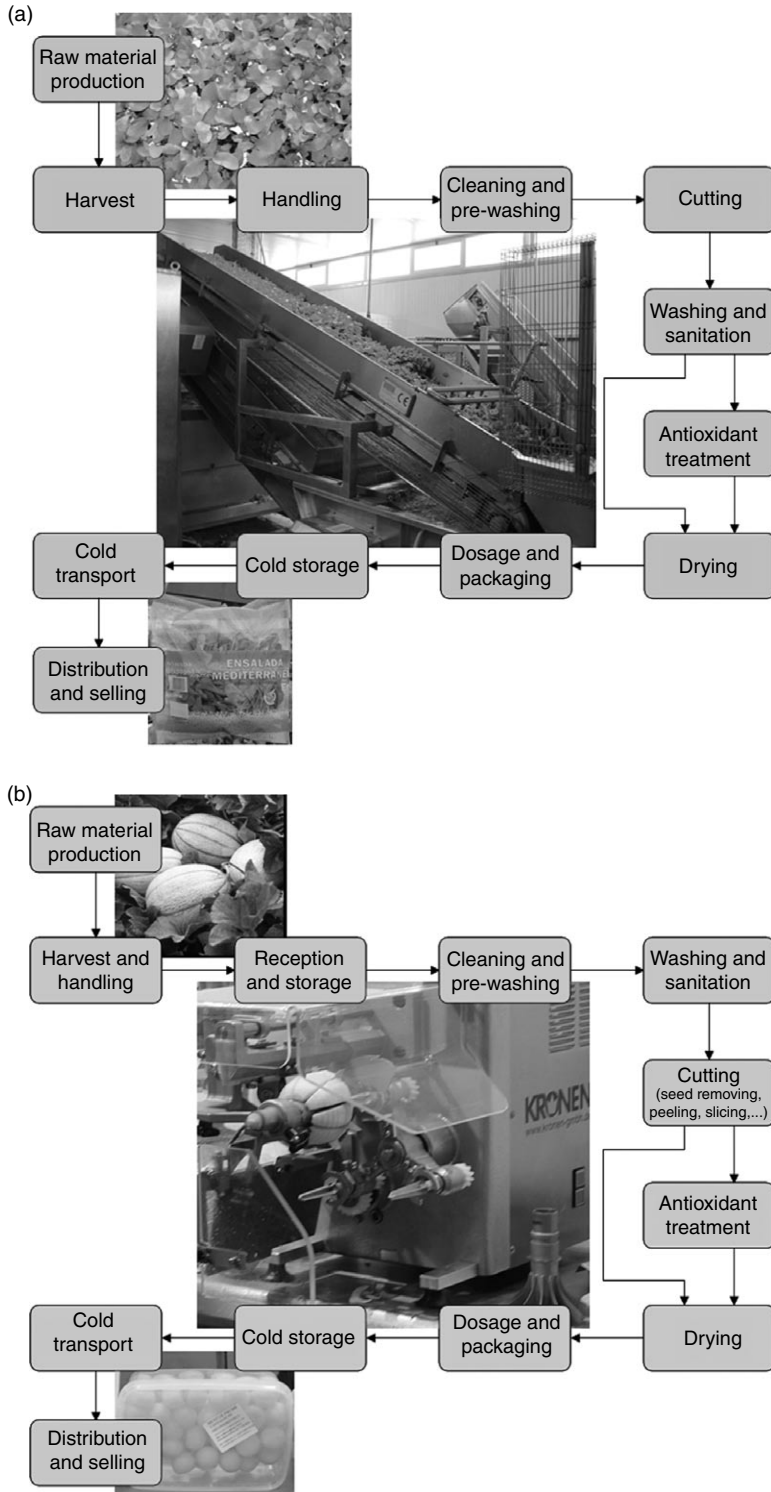 (a)
Raw material
production
Harvest
Handling
Cleaning and
pre-washing
Cutting
Washing and
sanitation
Antioxidant
treatment
Drying
Dosage and
packaging
Cold storage
Cold
transport
Distribution
and selling
CE
ENSALADA
MEDITERRANE
(b)
Raw material
production
Harvest and
handling
Reception
and storage
Cleaning and
pre-washing
Washing and
sanitation
Cutting
(seed removing,
peeling, slicing,...)
Antioxidant
treatment
Drying
Dosage and
packaging
Cold storage
Cold
transport
Distribution
and selling
KRONEN